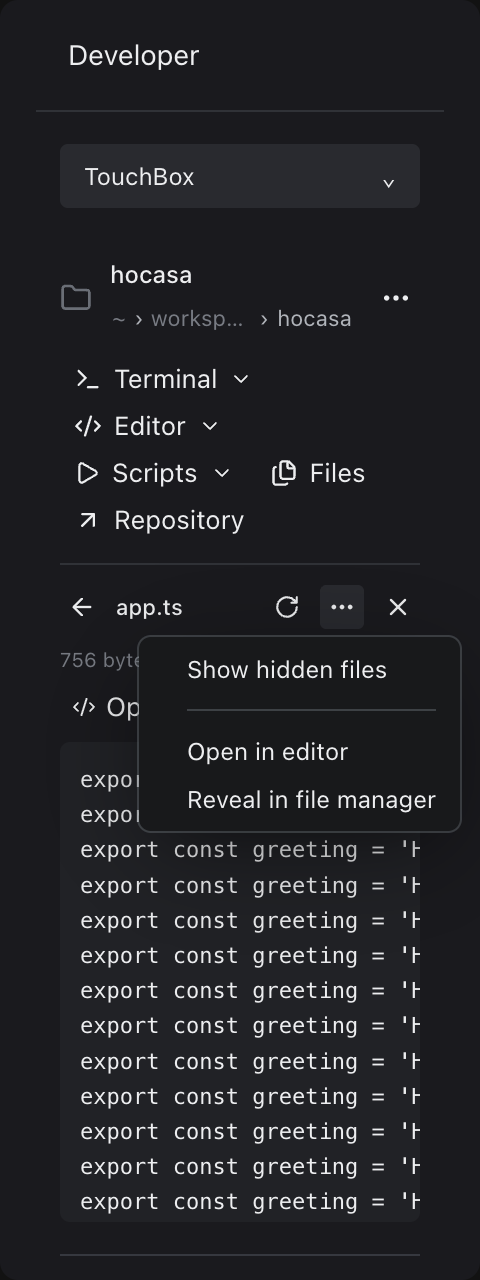 Developer
TouchBox
hocasa
~ › worksp... › hocasa
Terminal
Editor
Scripts Files
Repository
app.ts
756
Show hidden files
Open in editor
Reveal in file manager
export const greeting = '
export const greeting = '
export const greeting = '
export const greeting = '
export const greeting = '
export const greeting = '
export const greeting = '
export const greeting = '
export const greeting = '
export const greeting = '
export const greeting = '